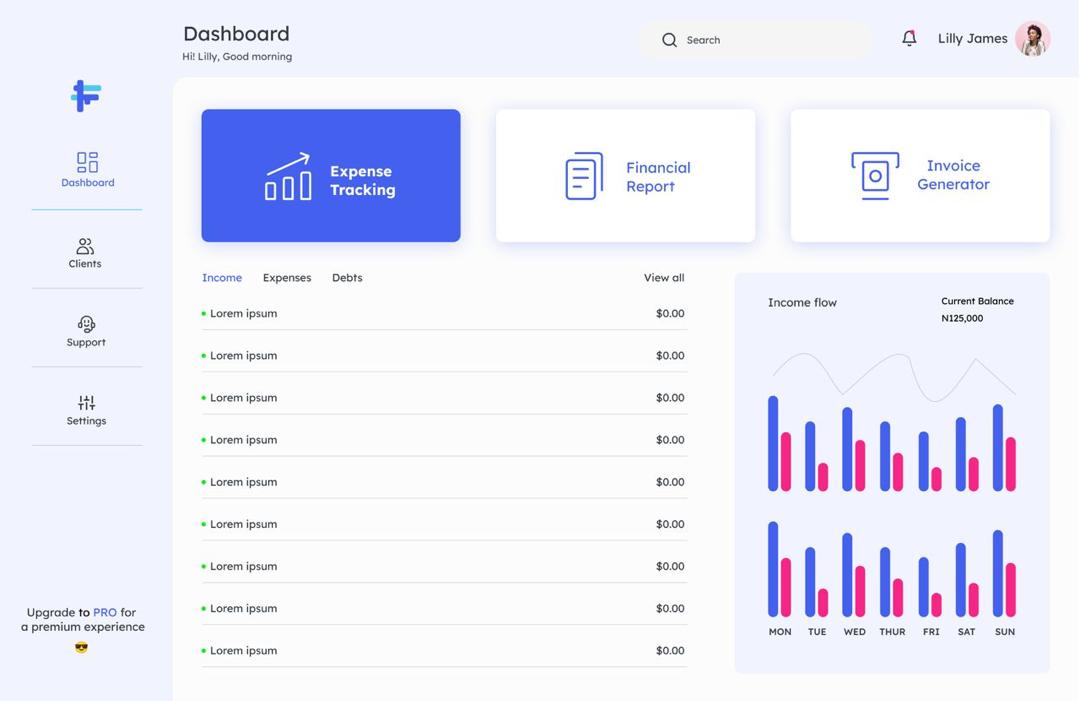 Dashboard
Hi! Lilly, Good morning
Search
Lilly James
Dashboard
Clients
Support
Settings
Upgrade to PRO for
a premium experience
😎
Expense
Tracking
Financial
Report
Invoice
Generator
Income Expenses Debts View all
Lorem ipsum $0.00
Lorem ipsum $0.00
Lorem ipsum $0.00
Lorem ipsum $0.00
Lorem ipsum $0.00
Lorem ipsum $0.00
Lorem ipsum $0.00
Lorem ipsum $0.00
Lorem ipsum $0.00
Income flow
Current Balance
N125,000
MON TUE WED THUR FRI SAT SUN